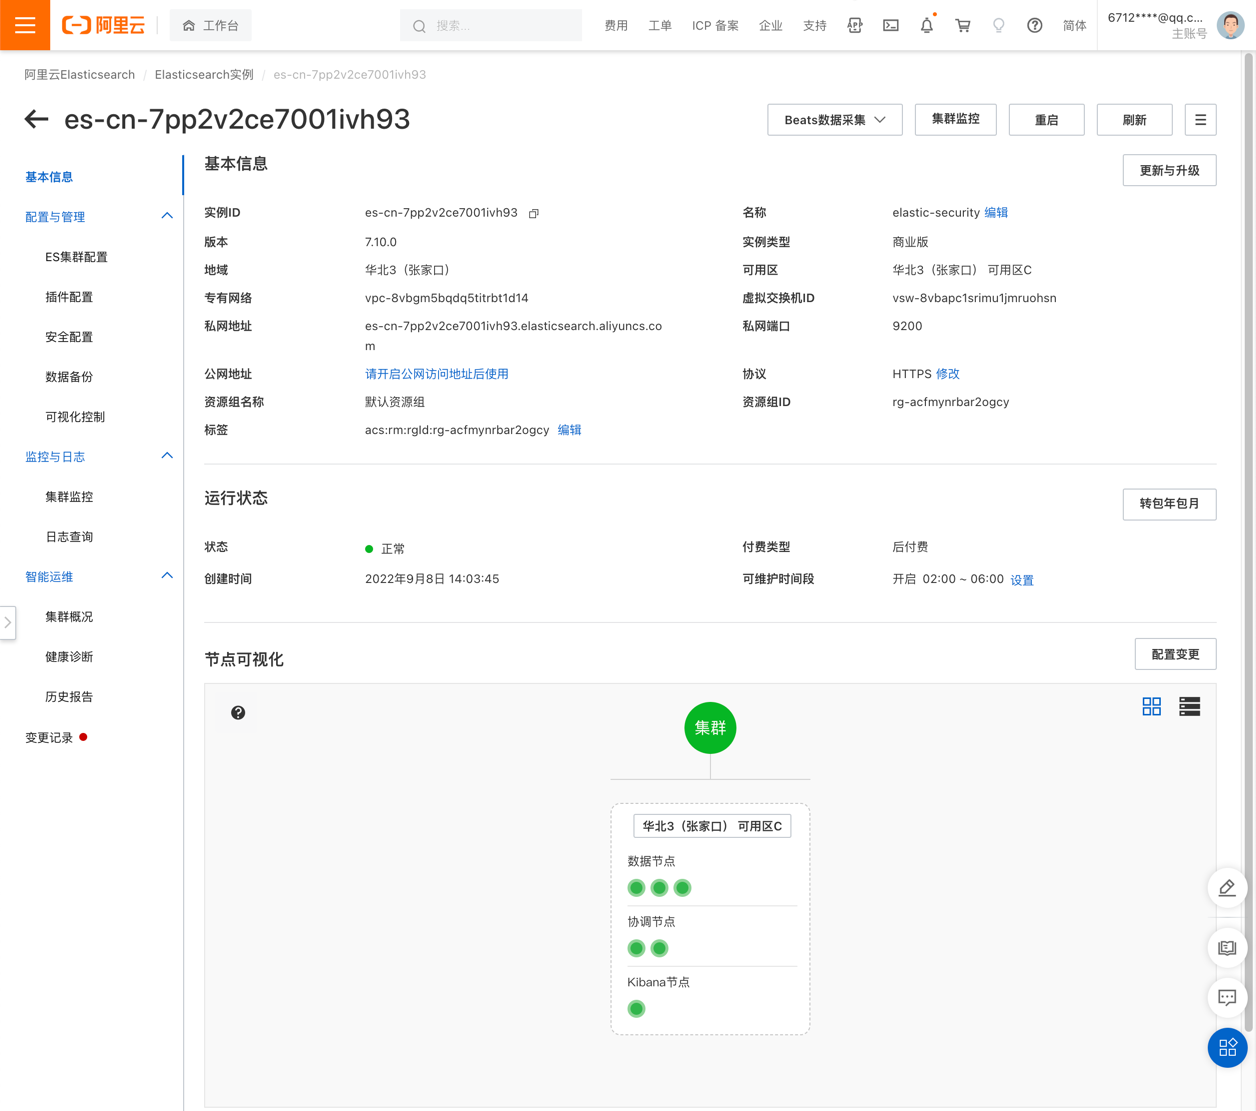 阿里云
工作台
搜索...
费用
工单
ICP 备案
企业
支持
简体
6712****@qq.c...
主账号
阿里云Elasticsearch / Elasticsearch实例 / es-cn-7pp2v2ce7001ivh93
es-cn-7pp2v2ce7001ivh93
Beats数据采集
集群监控
重启
刷新
基本信息
配置与管理
ES集群配置
插件配置
安全配置
数据备份
可视化控制
监控与日志
集群监控
日志查询
智能运维
集群概况
健康诊断
历史报告
变更记录
基本信息
更新与升级
实例ID es-cn-7pp2v2ce7001ivh93
名称 elastic-security 编辑
版本 7.10.0
实例类型 商业版
地域 华北3（张家口）
可用区 华北3（张家口） 可用区C
专有网络 vpc-8vbgm5bqdq5titrbt1d14
虚拟交换机ID vsw-8vbapc1srimu1jmruohsn
私网地址 es-cn-7pp2v2ce7001ivh93.elasticsearch.aliyuncs.co
m
私网端口 9200
公网地址 请开启公网访问地址后使用
协议 HTTPS 修改
资源组名称 默认资源组
资源组ID rg-acfmynrbar2ogcy
标签 acs:rm:rgId:rg-acfmynrbar2ogcy 编辑
运行状态
转包年包月
状态 正常
付费类型 后付费
创建时间 2022年9月8日 14:03:45
可维护时间段 开启 02:00 ~ 06:00 设置
节点可视化
配置变更
集群
华北3（张家口） 可用区C
数据节点
协调节点
Kibana节点